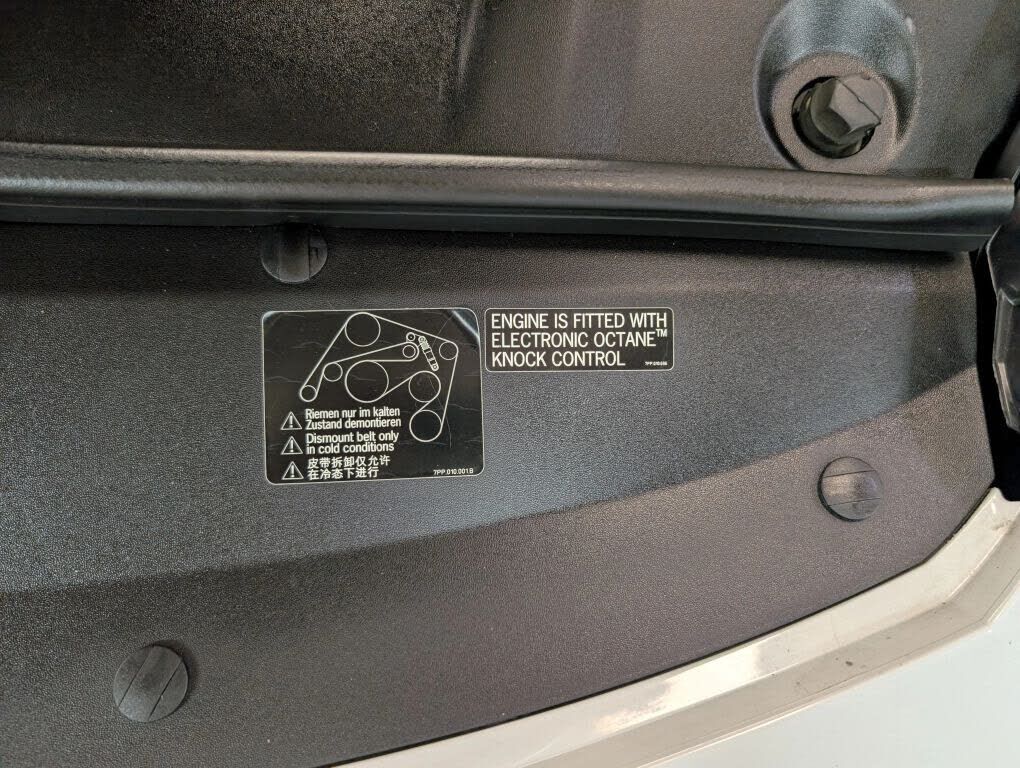 Riemen nur im kalten
Zustand demontieren
Dismount belt only
in cold conditions
皮带拆卸仅允许
在冷态下进行
7PP.010.001.B
ENGINE IS FITTED WITH
ELECTRONIC OCTANE™
KNOCK CONTROL